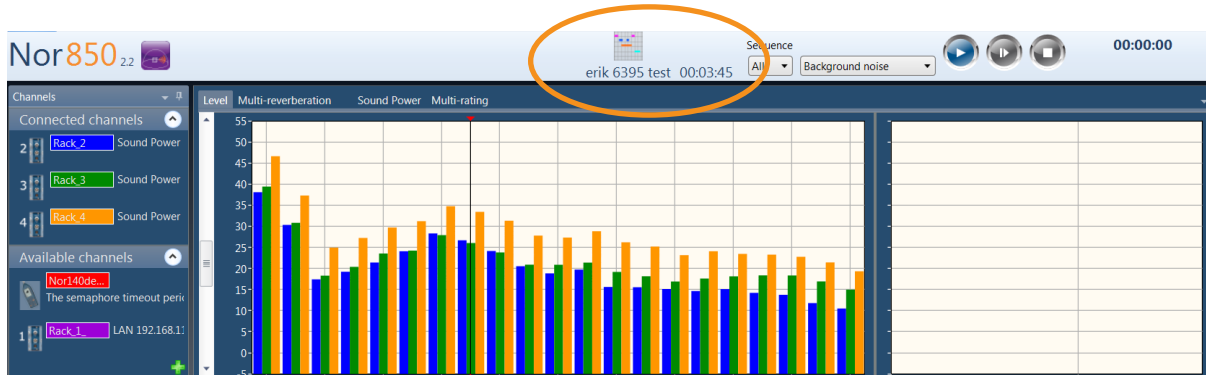 Nor850 2.2
erik 6395 test 00:03:45
Sequence
All
Background noise
00:00:00
Channels
Connected channels
2 Rack_2 Sound Power
3 Rack_3 Sound Power
4 Rack_4 Sound Power
Available channels
Nor140de...
The semaphore timeout perio
1 Rack_1_ LAN 192.168.11
Level Multi-reverberation Sound Power Multi-rating
55
50
45
40
35
30
25
20
15
10
5
0
-5